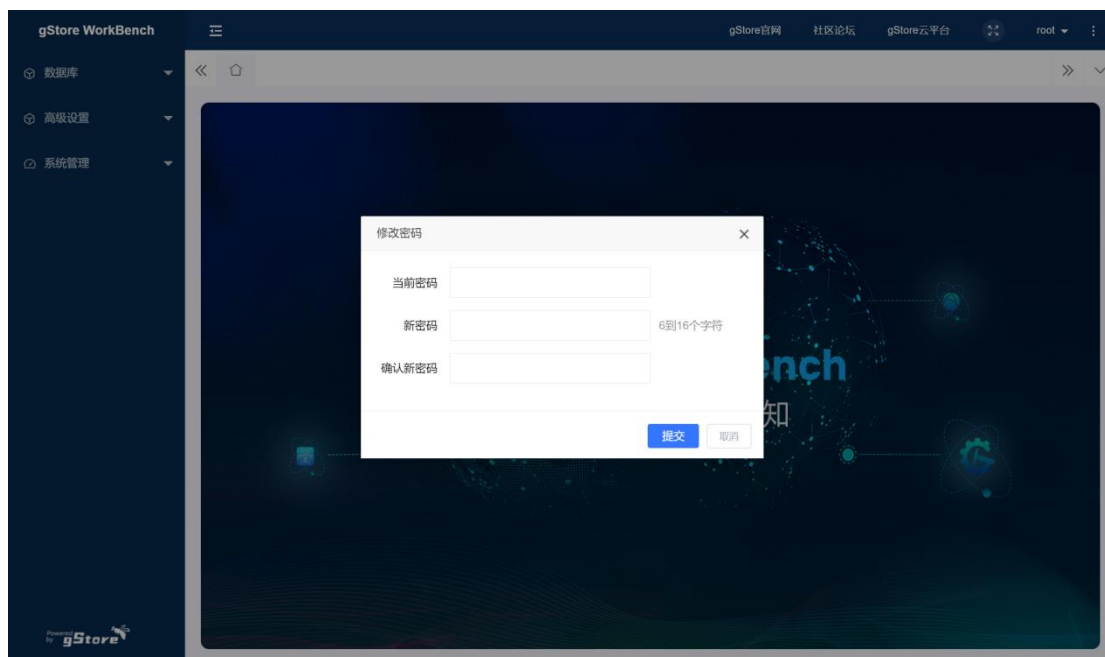 gStore WorkBench
gStore官网 社区论坛 gStore云平台 root
数据库
高级设置
系统管理
修改密码
当前密码
新密码 6到16个字符
确认新密码
ench
知
提交 取消
Powered by gStore